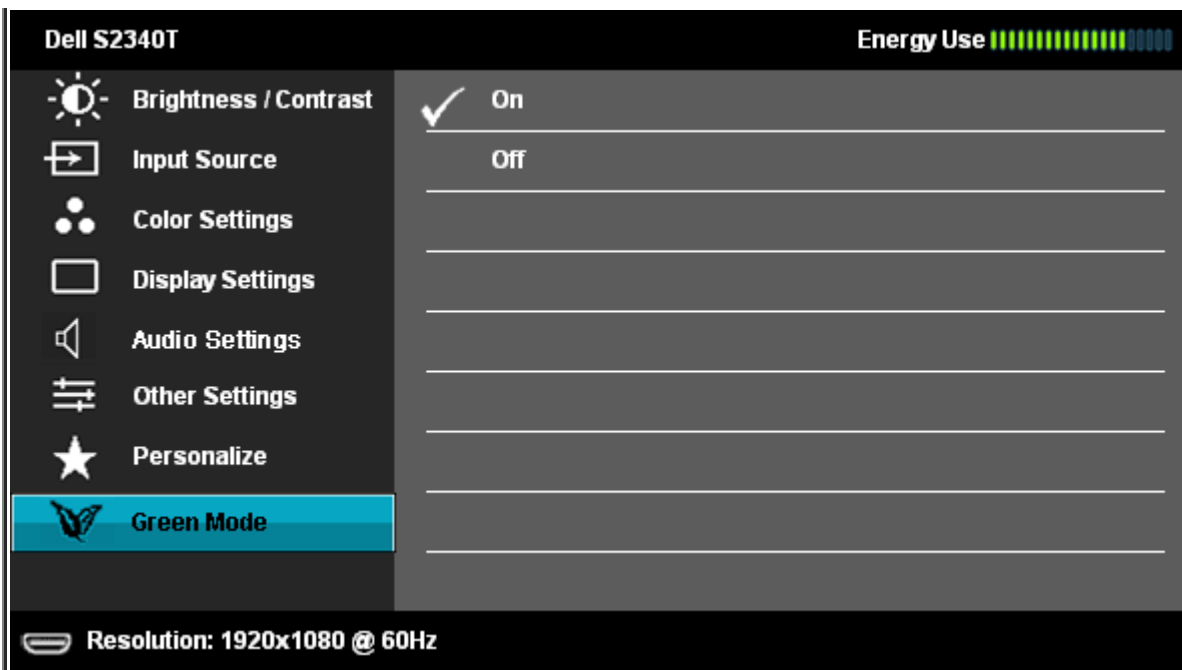 Dell S2340T Energy Use
Brightness / Contrast On
Input Source Off
Color Settings
Display Settings
Audio Settings
Other Settings
Personalize
Green Mode
Resolution: 1920x1080 @ 60Hz